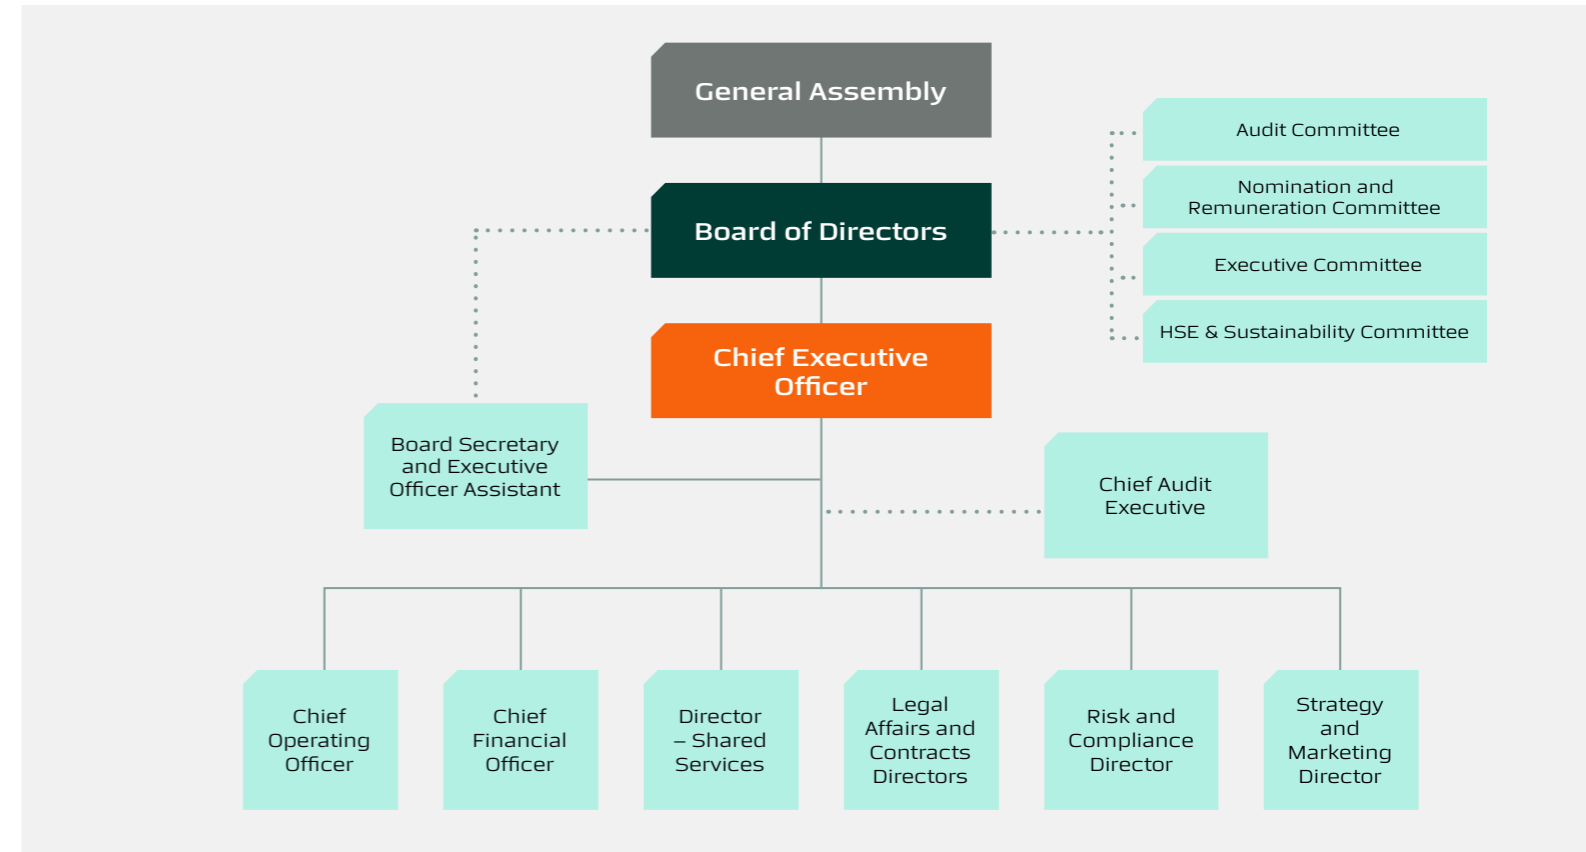 General Assembly
Audit Committee
Nomination and
Remuneration Committee
Board of Directors
Executive Committee
HSE & Sustainability Committee
Chief Executive
Officer
Board Secretary
and Executive
Officer Assistant
Chief Audit
Executive
Chief
Operating
Officer
Chief
Financial
Officer
Director
– Shared
Services
Legal
Affairs and
Contracts
Directors
Risk and
Compliance
Director
Strategy
and
Marketing
Director